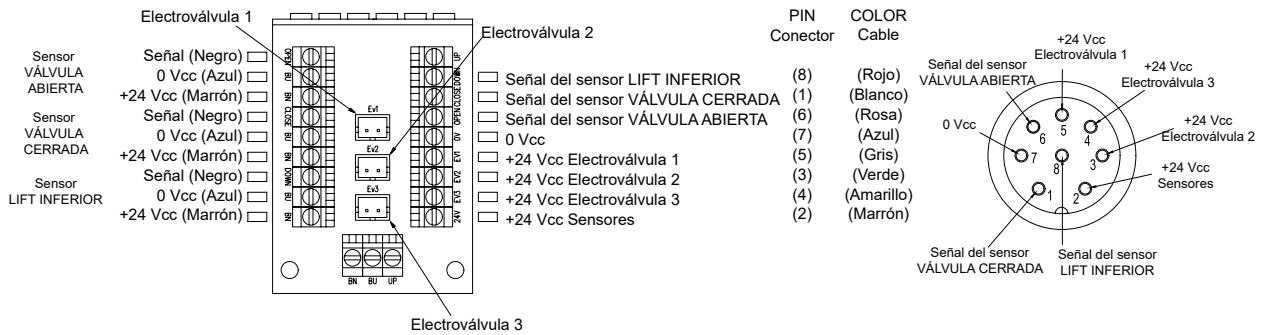 Electroválvula 1
Electroválvula 2
PIN
Conector
COLOR
Cable
Sensor
VÁLVULA
ABIERTA
Señal (Negro)
0 Vcc (Azul)
+24 Vcc (Marrón)
Sensor
VÁLVULA
CERRADA
Señal (Negro)
0 Vcc (Azul)
+24 Vcc (Marrón)
Sensor
LIFT INFERIOR
Señal (Negro)
0 Vcc (Azul)
+24 Vcc (Marrón)
OPEN
BU
BN
CLOSE
BU
BN
DOWN
BU
BN
Ev1
Ev2
Ev3
UP
DOWN
CLOSE
OPEN
0V
EV1
EV2
EV3
24V
BN BU UP
Señal del sensor LIFT INFERIOR (8) (Rojo)
Señal del sensor VÁLVULA CERRADA (1) (Blanco)
Señal del sensor VÁLVULA ABIERTA (6) (Rosa)
0 Vcc (7) (Azul)
+24 Vcc Electroválvula 1 (5) (Gris)
+24 Vcc Electroválvula 2 (3) (Verde)
+24 Vcc Electroválvula 3 (4) (Amarillo)
+24 Vcc Sensores (2) (Marrón)
Electroválvula 3
+24 Vcc
Electroválvula 1
Señal del sensor
VÁLVULA ABIERTA
+24 Vcc
Electroválvula 3
0 Vcc
+24 Vcc
Electroválvula 2
+24 Vcc
Sensores
5
6
4
7
8
3
1
2
Señal del sensor
VÁLVULA CERRADA
Señal del sensor
LIFT INFERIOR